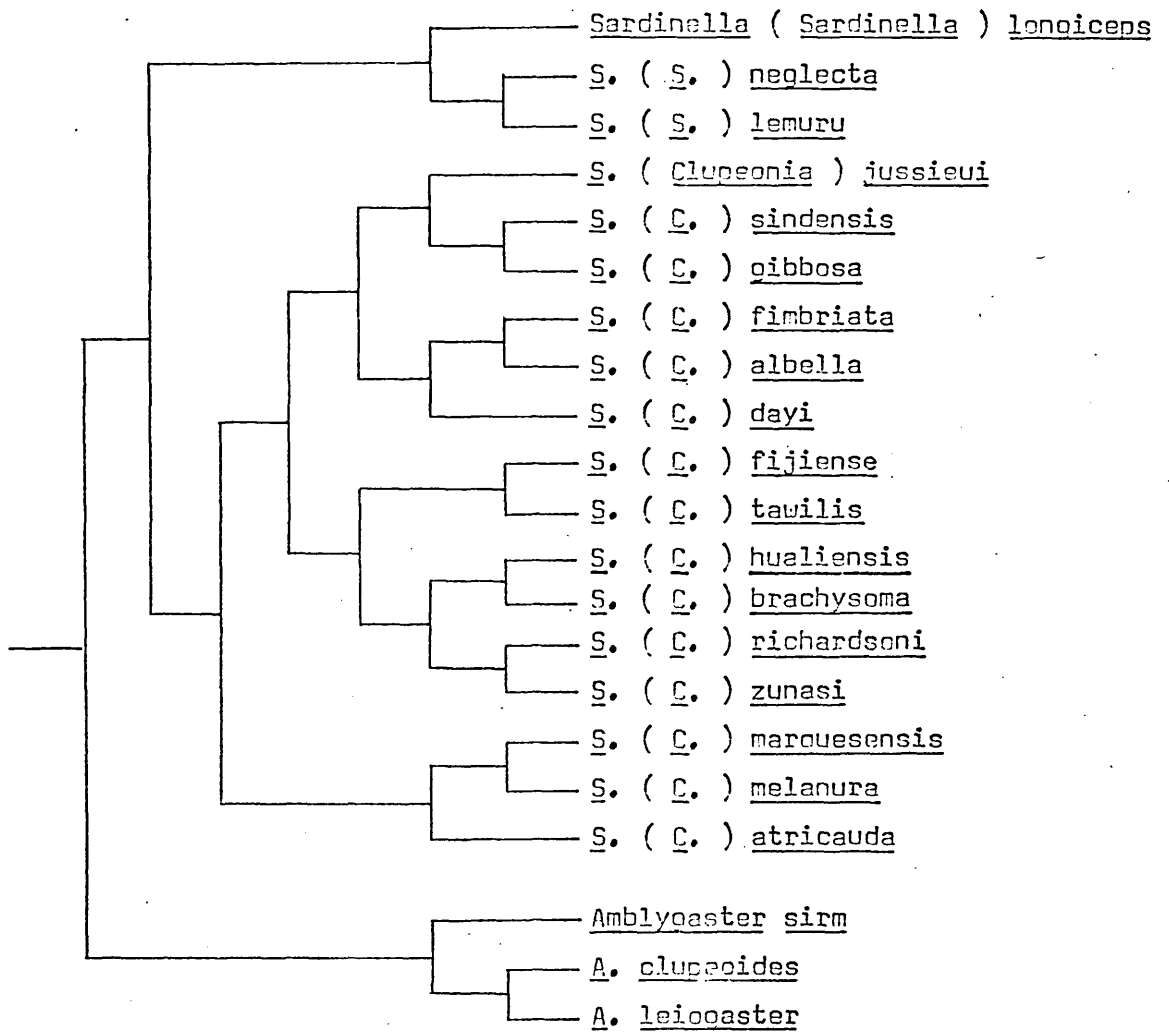 Sardinella ( Sardinella ) longiceps
S. ( S. ) neglecta
S. ( S. ) lemuru
S. ( Clupeonia ) jussieui
S. ( C. ) sindensis
S. ( C. ) gibbosa
S. ( C. ) fimbriata
S. ( C. ) albella
S. ( C. ) dayi
S. ( C. ) fijiense
S. ( C. ) tawilis
S. ( C. ) hualiensis
S. ( C. ) brachysoma
S. ( C. ) richardsoni
S. ( C. ) zunasi
S. ( C. ) marquesensis
S. ( C. ) melanura
S. ( C. ) atricauda
Amblygaster sirm
A. clupeoides
A. leiogaster